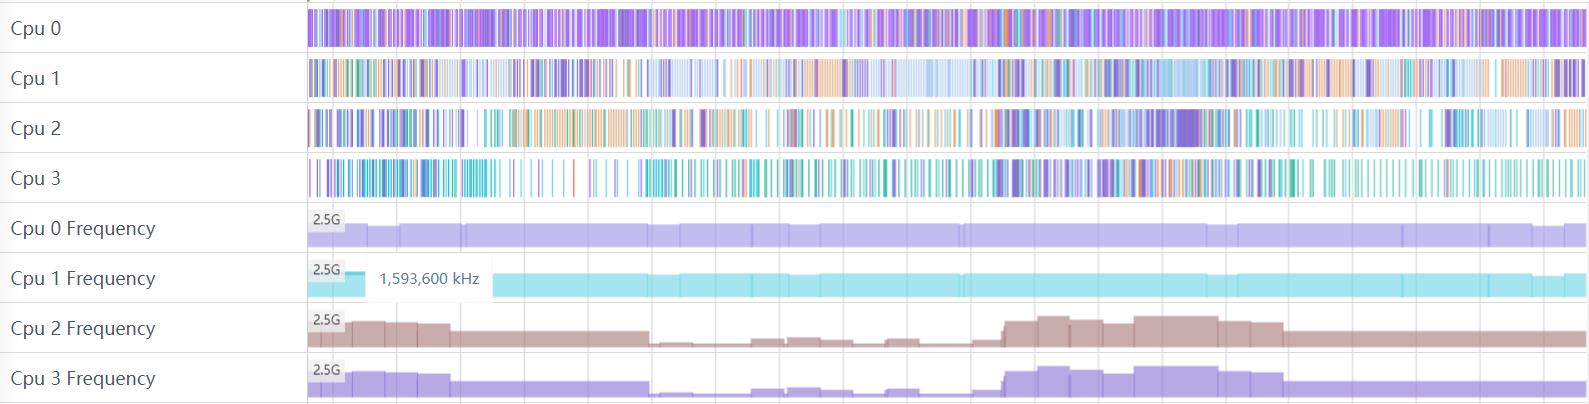 Cpu 0
Cpu 1
Cpu 2
Cpu 3
Cpu 0 Frequency
2.5G
Cpu 1 Frequency
2.5G
1,593,600 kHz
Cpu 2 Frequency
2.5G
Cpu 3 Frequency
2.5G